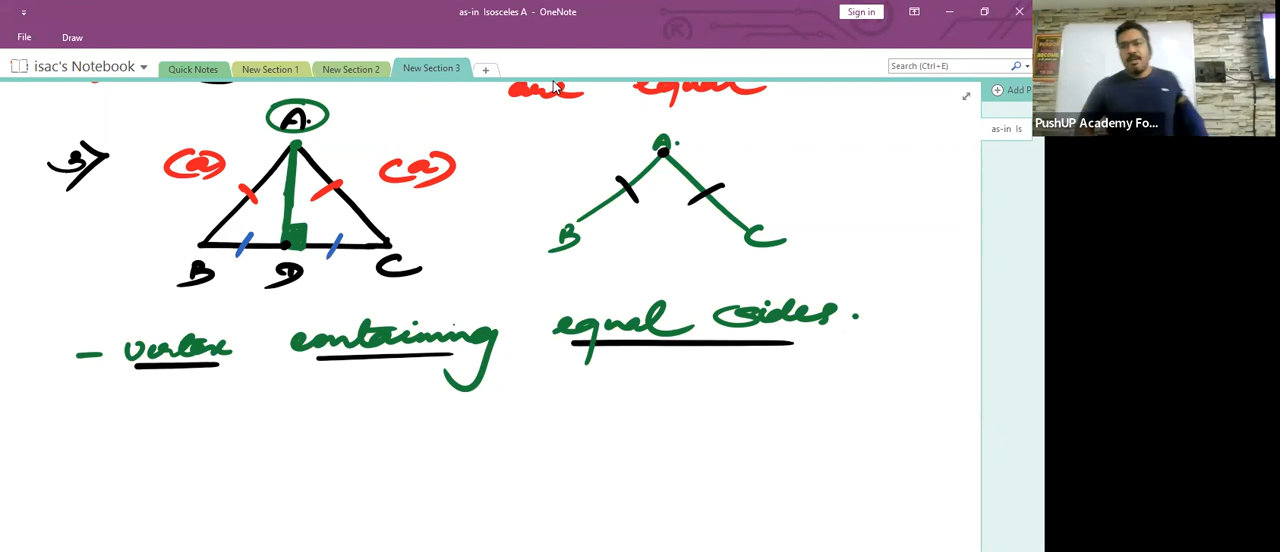 as-in Isosceles A - OneNote
Sign in
File
Draw
isac's Notebook
Quick Notes
New Section 1
New Section 2
New Section 3
+
Search (Ctrl+E)
are equal
Add P
as-in Is
PushUP Academy Fo...
3
A
(a)
(a)
B
D
C
A
B
C
- vertex containing equal sides.